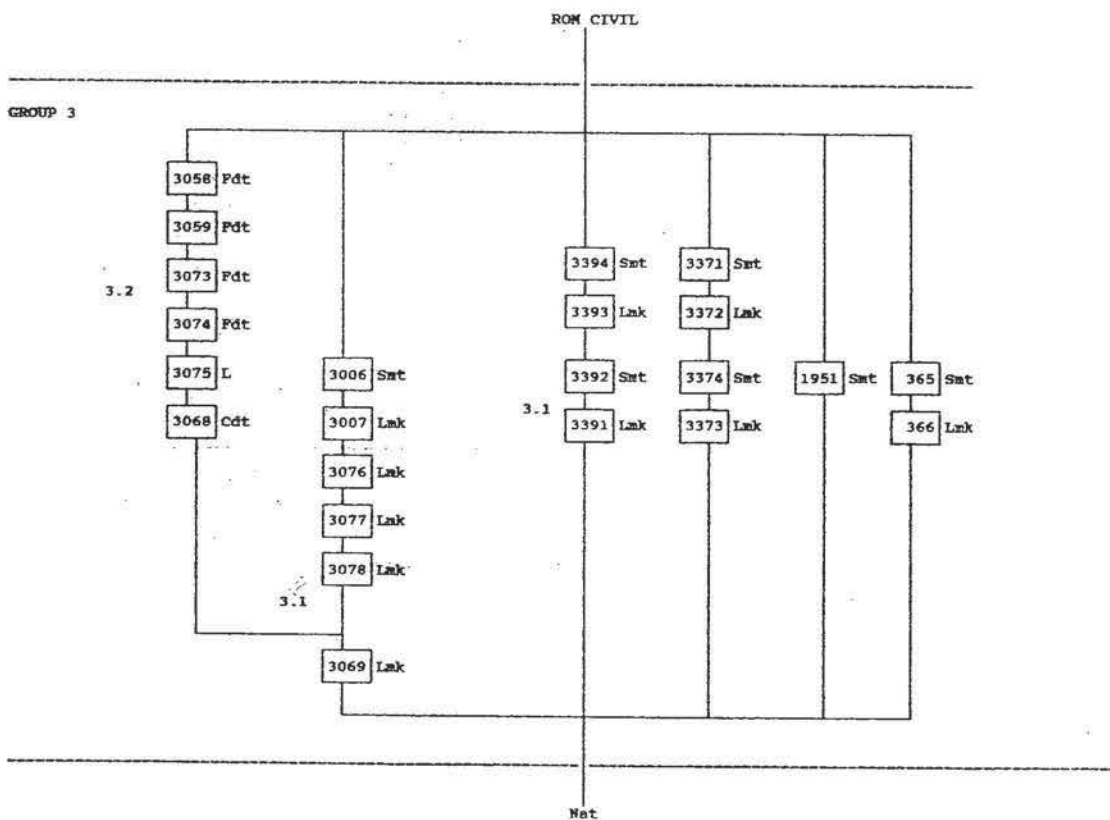 ROM CIVIL
GROUP 3
3058 Fdt
3059 Fdt
3394 Smt 3371 Smt
3073 Fdt
3.2
3393 Lmk 3372 Lmk
3074 Fdt
3075 L 3006 Smt 3392 Smt 3374 Smt 1951 Smt 365 Smt
3.1
3068 Cdt 3007 Lmk 3391 Lmk 3373 Lmk 366 Lmk
3076 Lmk
3077 Lmk
3078 Lmk
3.1
3069 Lmk
Nat